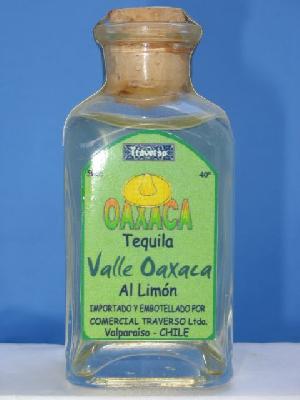 Traverso
40°
OAXACA
Tequila
Valle Oaxaca
Al Limón
IMPORTADO Y EMBOTELLADO POR
COMERCIAL TRAVERSO Ltda.
Valparaíso - CHILE